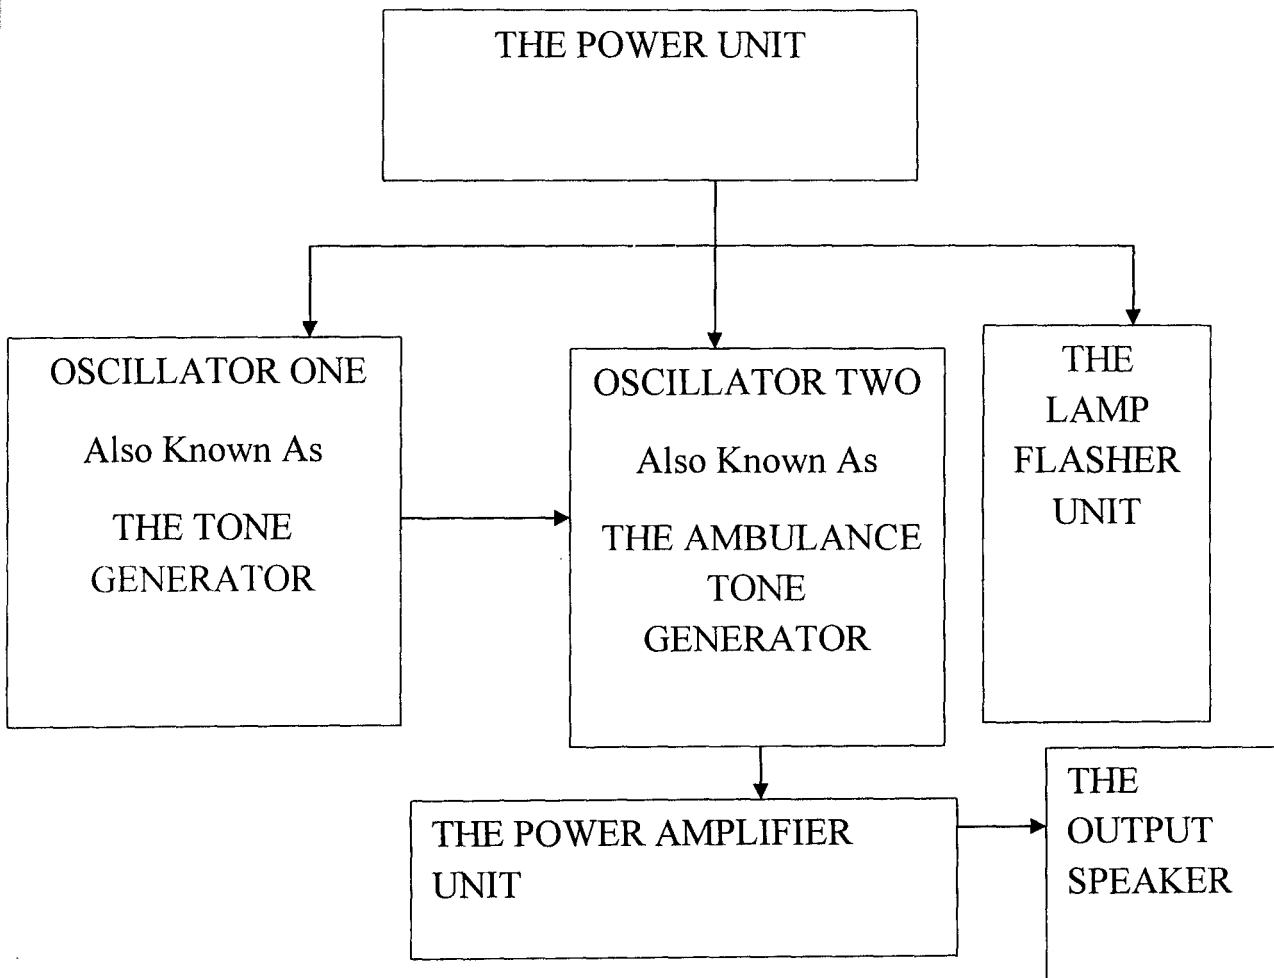 THE POWER UNIT
OSCILLATOR ONE
Also Known As
THE TONE
GENERATOR
OSCILLATOR TWO
Also Known As
THE AMBULANCE
TONE
GENERATOR
THE
LAMP
FLASHER
UNIT
THE POWER AMPLIFIER
UNIT
THE
OUTPUT
SPEAKER